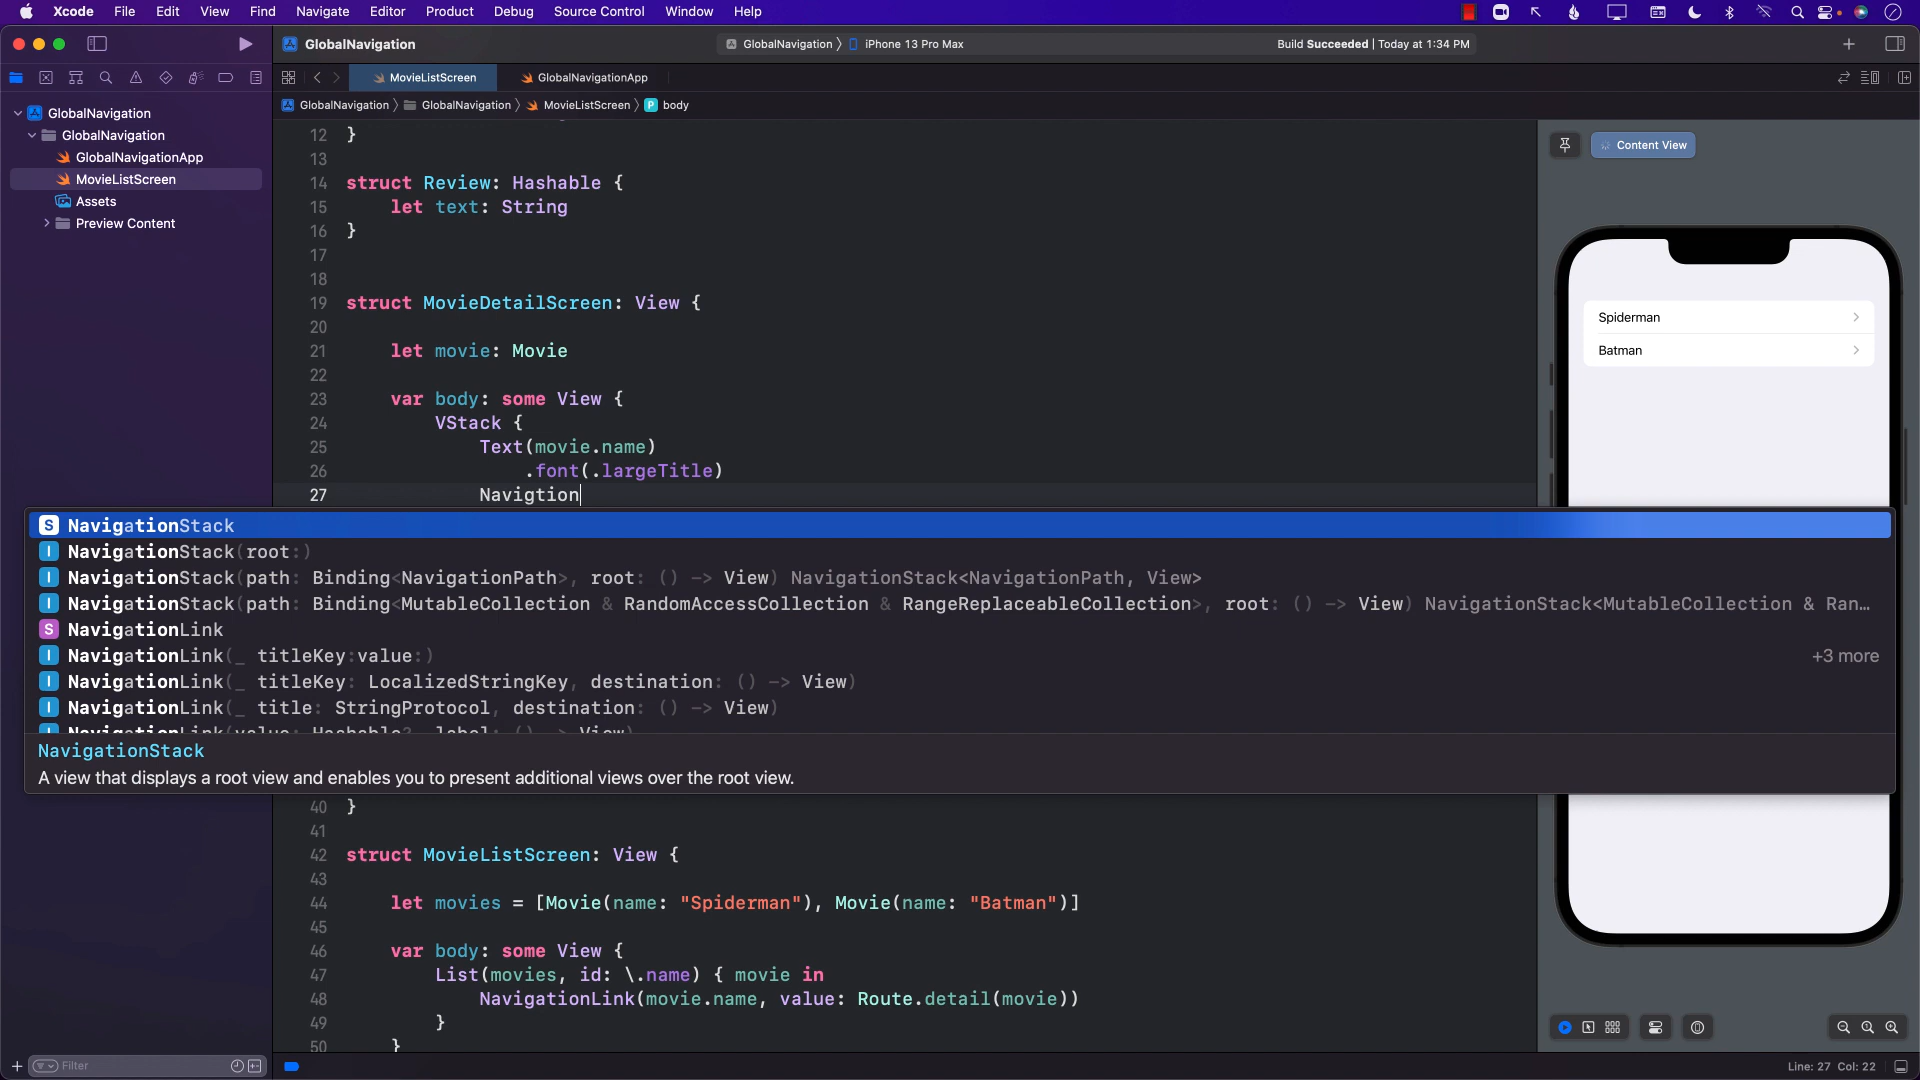 Xcode File Edit View Find Navigate Editor Product Debug Source Control Window Help
GlobalNavigation
GlobalNavigation 〉 iPhone 13 Pro Max
Build Succeeded | Today at 1:34 PM
MovieListScreen
GlobalNavigationApp
GlobalNavigation 〉 GlobalNavigation 〉 MovieListScreen 〉 P body
GlobalNavigation
GlobalNavigation
GlobalNavigationApp
MovieListScreen
Assets
Preview Content
12 }
13
14 struct Review: Hashable {
15 let text: String
16 }
17
18
19 struct MovieDetailScreen: View {
20
21 let movie: Movie
22
23 var body: some View {
24 VStack {
25 Text(movie.name)
26 .font(.largeTitle)
27 Navigtion
S NavigationStack
I NavigationStack(root:)
I NavigationStack(path: Binding<NavigationPath>, root: () -> View) NavigationStack<NavigationPath, View>
I NavigationStack(path: Binding<MutableCollection & RandomAccessCollection & RangeReplaceableCollection>, root: () -> View) NavigationStack<MutableCollection & Ran…
S NavigationLink
I NavigationLink(_ titleKey:value:) +3 more
I NavigationLink(_ titleKey: LocalizedStringKey, destination: () -> View)
I NavigationLink(_ title: StringProtocol, destination: () -> View)
NavigationLink(value: Hashable?, label: () -> View)
NavigationStack
A view that displays a root view and enables you to present additional views over the root view.
40 }
41
42 struct MovieListScreen: View {
43
44 let movies = [Movie(name: "Spiderman"), Movie(name: "Batman")]
45
46 var body: some View {
47 List(movies, id: \.name) { movie in
48 NavigationLink(movie.name, value: Route.detail(movie))
49 }
50 }
Content View
Spiderman
Batman
Filter
Line: 27 Col: 22